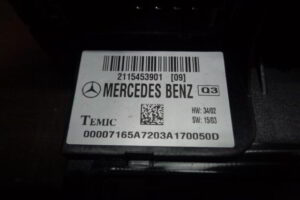 2115453901 [09]
MERCEDES BENZ Q3
HW: 34/02
SW: 15/03
TEMIC
00007165A7203A170050D